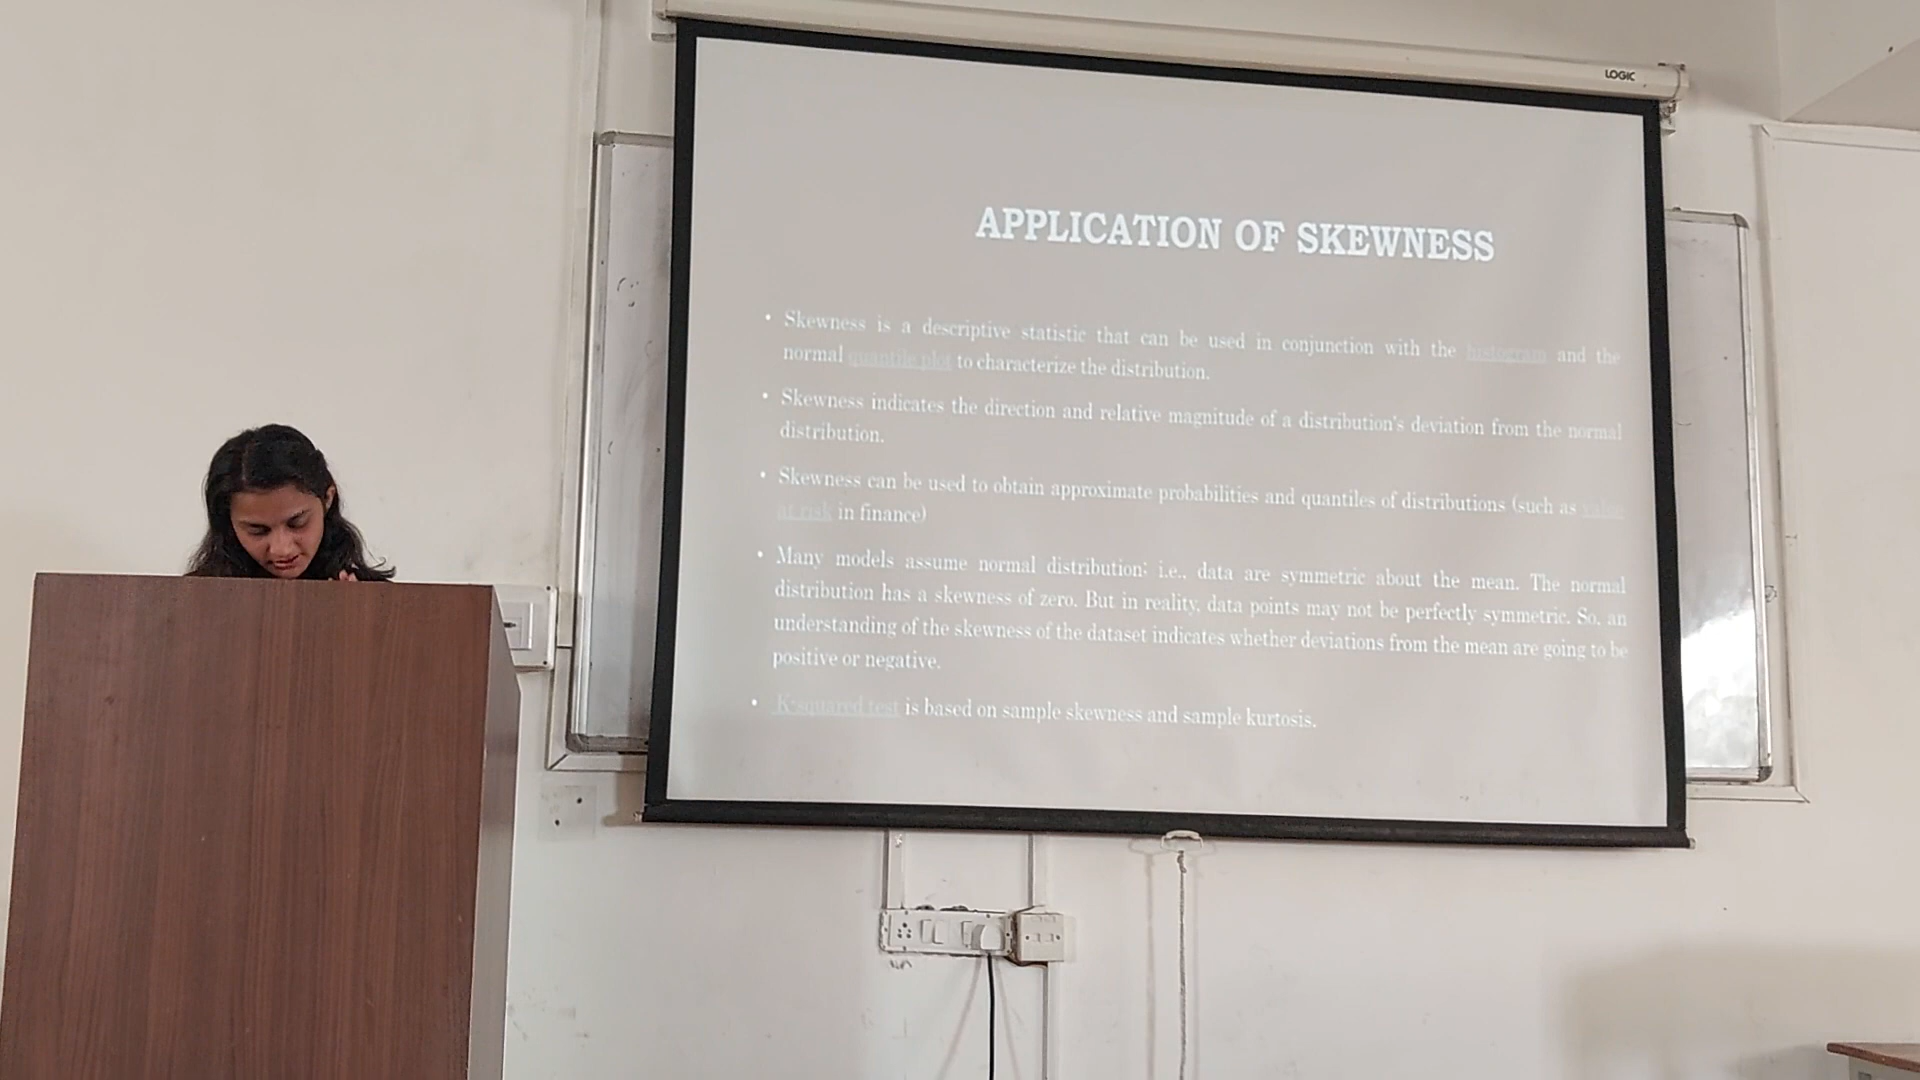 LOGIC
APPLICATION OF SKEWNESS
• Skewness is a descriptive statistic that can be used in conjunction with the histogram and the
normal quantile plot to characterize the distribution.
• Skewness indicates the direction and relative magnitude of a distribution's deviation from the normal
distribution.
• Skewness can be used to obtain approximate probabilities and quantiles of distributions (such as value
at risk in finance)
• Many models assume normal distribution; i.e., data are symmetric about the mean. The normal
distribution has a skewness of zero. But in reality, data points may not be perfectly symmetric. So, an
understanding of the skewness of the dataset indicates whether deviations from the mean are going to be
positive or negative.
• K-squared test is based on sample skewness and sample kurtosis.